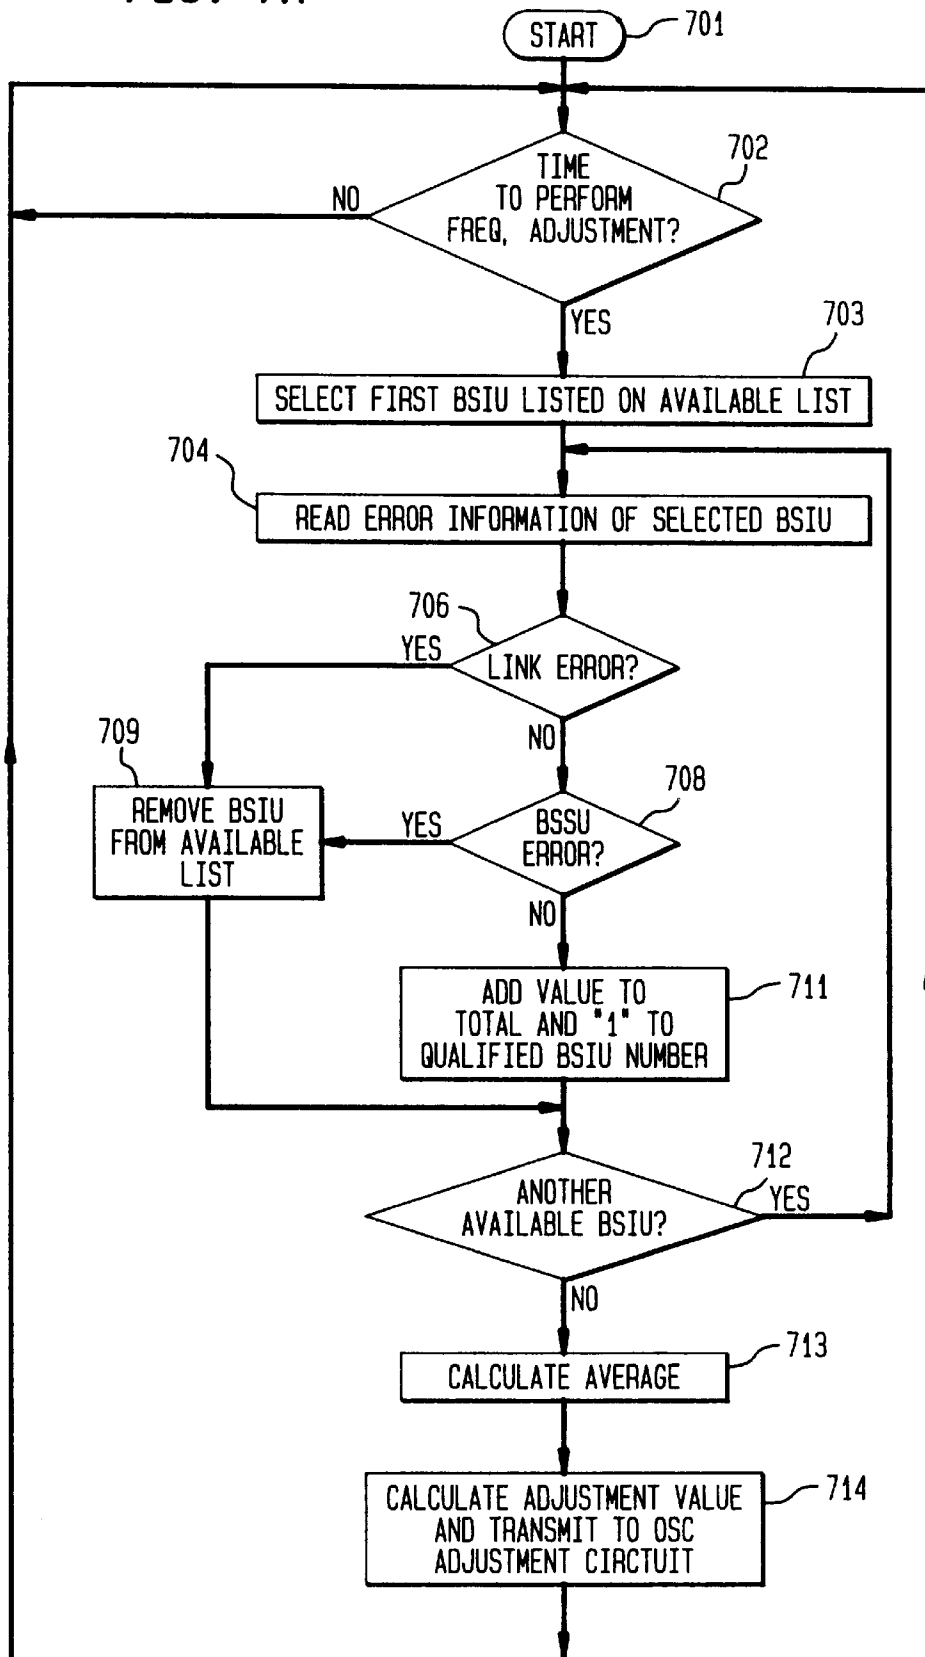 START
701
TIME
TO PERFORM
FREQ. ADJUSTMENT?
702
NO
YES
703
SELECT FIRST BSIU LISTED ON AVAILABLE LIST
704
READ ERROR INFORMATION OF SELECTED BSIU
706
YES
LINK ERROR?
NO
709
REMOVE BSIU
FROM AVAILABLE
LIST
YES
BSSU
ERROR?
708
NO
ADD VALUE TO
TOTAL AND "1" TO
QUALIFIED BSIU NUMBER
711
ANOTHER
AVAILABLE BSIU?
712
YES
NO
CALCULATE AVERAGE
713
CALCULATE ADJUSTMENT VALUE
AND TRANSMIT TO OSC
ADJUSTMENT CIRCTUIT
714